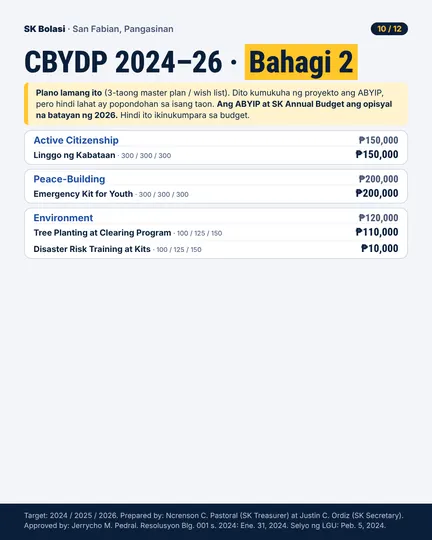 SK Bolasi · San Fabian, Pangasinan
10 / 12
CBYDP 2024–26 · Bahagi 2
Plano lamang ito (3-taong master plan / wish list). Dito kumukuha ng proyekto ang ABYIP,
pero hindi lahat ay popondohan sa isang taon. Ang ABYIP at SK Annual Budget ang opisyal
na batayan ng 2026. Hindi ito ikinukumpara sa budget.
Active Citizenship ₱150,000
Linggo ng Kabataan · 300 / 300 / 300 ₱150,000
Peace-Building ₱200,000
Emergency Kit for Youth · 300 / 300 / 300 ₱200,000
Environment ₱120,000
Tree Planting at Clearing Program · 100 / 125 / 150 ₱110,000
Disaster Risk Training at Kits · 100 / 125 / 150 ₱10,000
Target: 2024 / 2025 / 2026. Prepared by: Ncrenson C. Pastoral (SK Treasurer) at Justin C. Ordiz (SK Secretary).
Approved by: Jerrycho M. Pedral. Resolusyon Blg. 001 s. 2024: Ene. 31, 2024. Selyo ng LGU: Peb. 5, 2024.